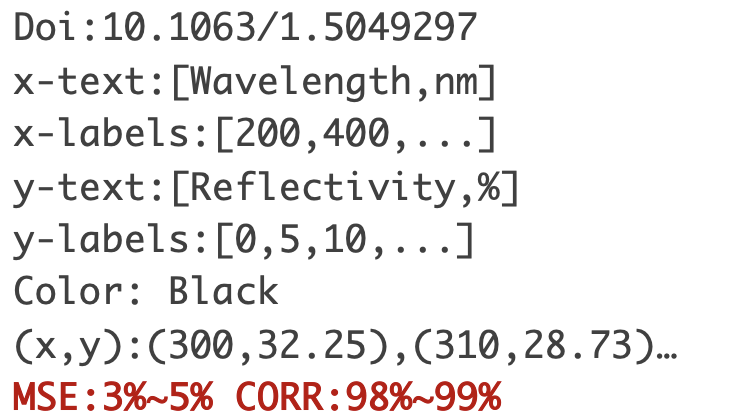 Doi:10.1063/1.5049297
x-text:[Wavelength,nm]
x-labels:[200,400,...]
y-text:[Reflectivity,%]
y-labels:[0,5,10,...]
Color: Black
(x,y):(300,32.25),(310,28.73)…
MSE:3%~5% CORR:98%~99%